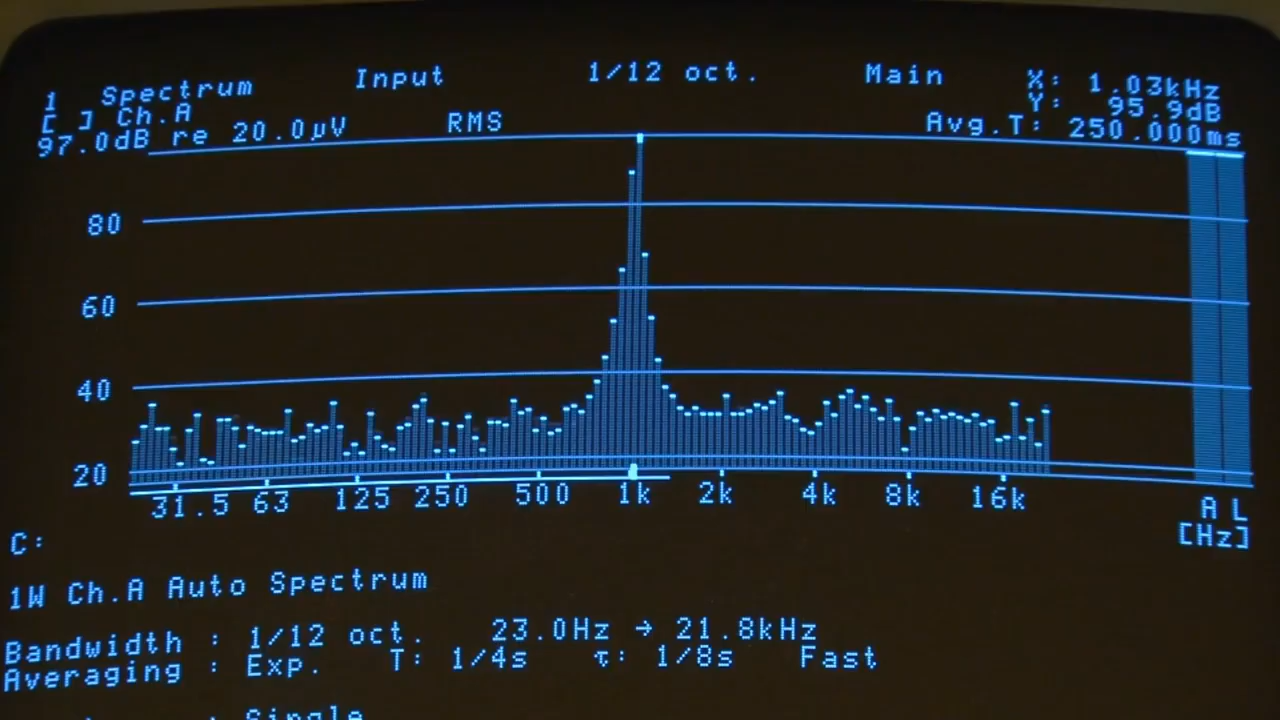 1 Spectrum Input 1/12 oct. Main X: 1.03kHz
[ ] Ch.A Y: 95.9dB
97.0dB re 20.0µV RMS Avg.T: 250.000ms
80
60
40
20
31.5 63 125 250 500 1k 2k 4k 8k 16k A L
[Hz]
C:
1W Ch.A Auto Spectrum
Bandwidth : 1/12 oct. 23.0Hz → 21.8kHz
Averaging : Exp. T: 1/4s τ: 1/8s Fast
: Single